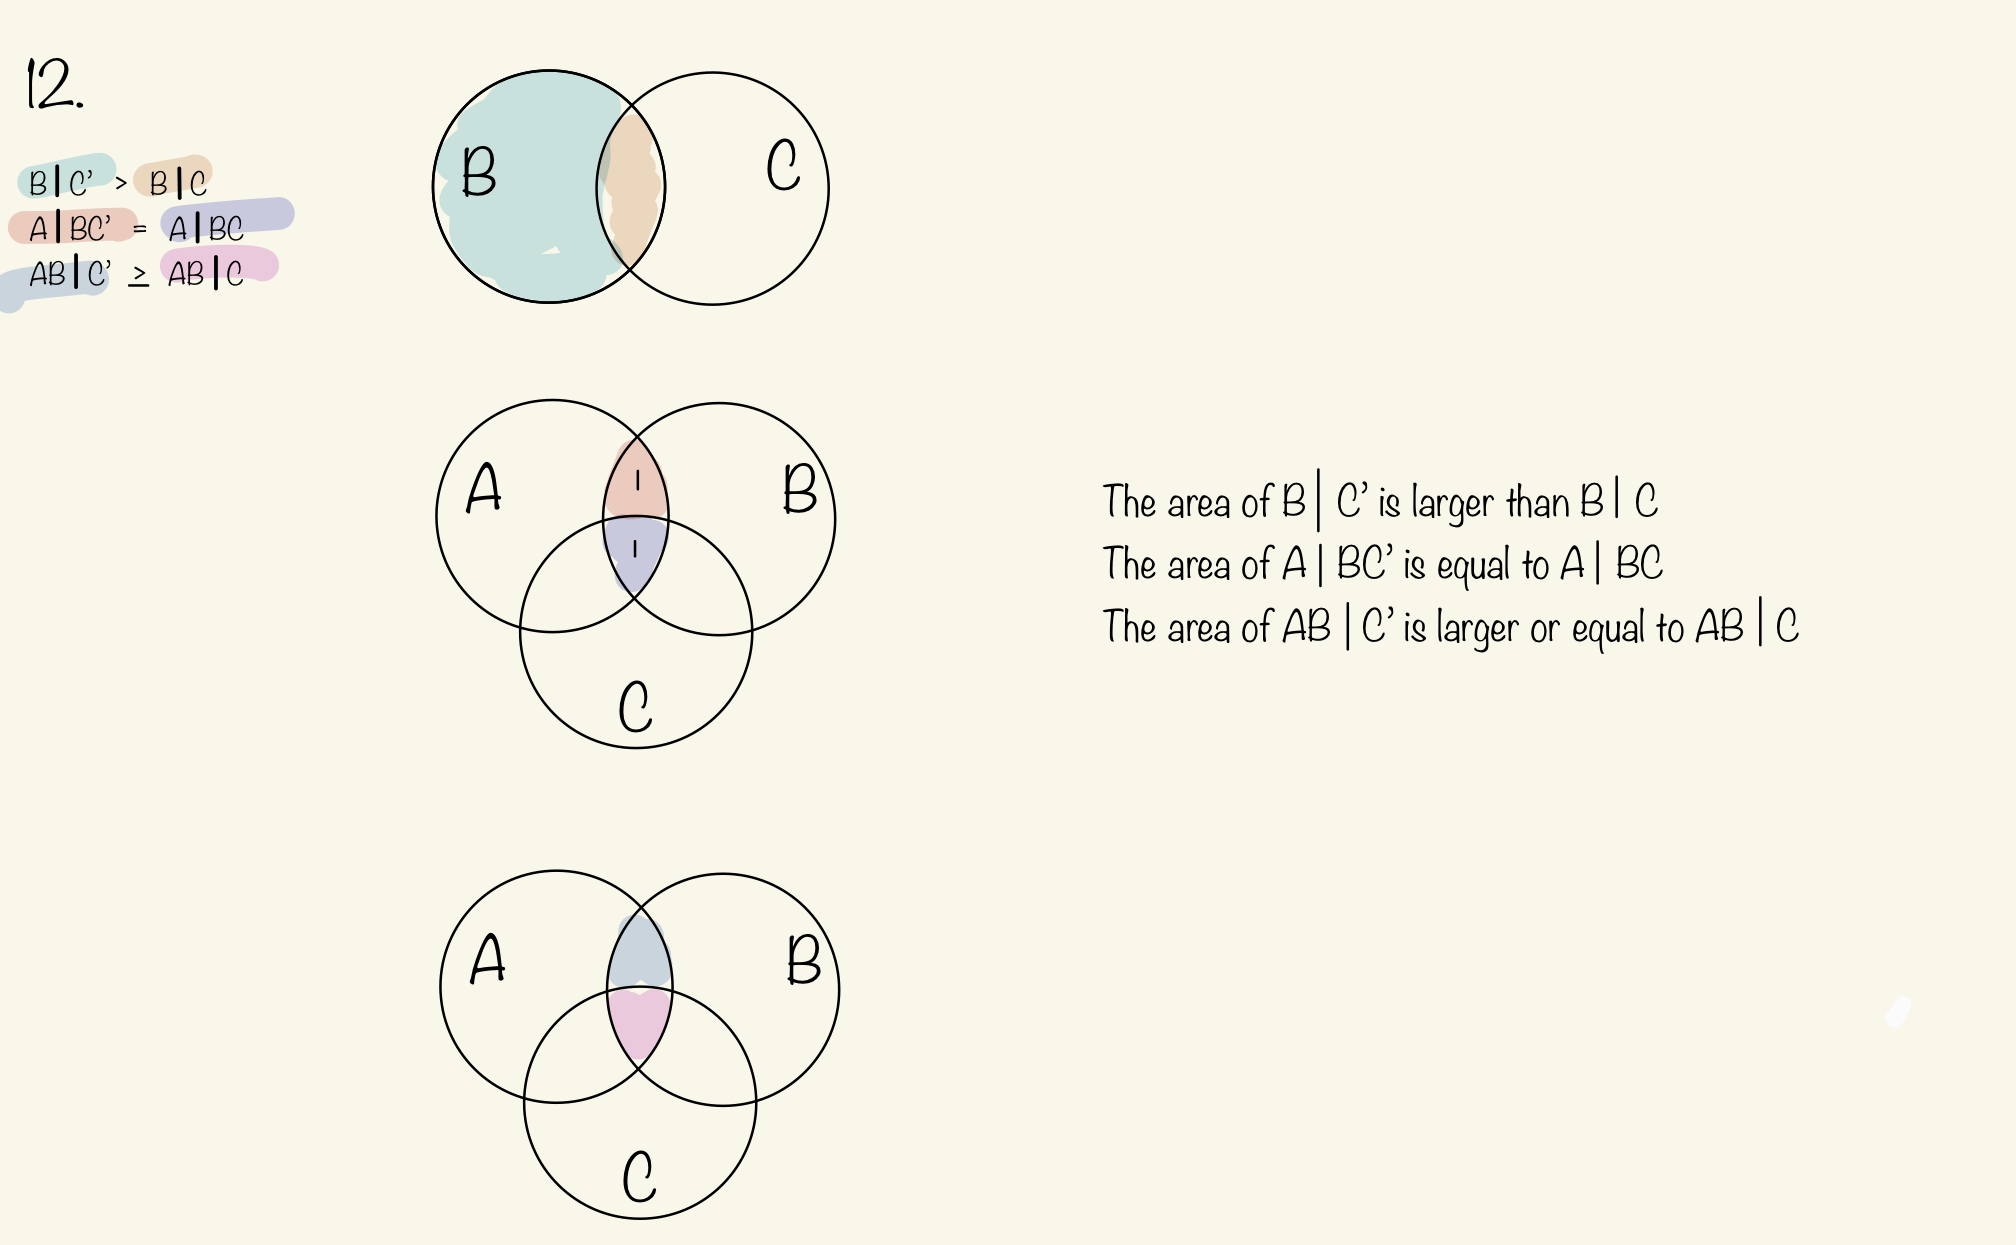 12.
B|C' > B|C
A|BC' = A|BC
AB|C' ≥ AB|C
B
C
A
B
I
I
C
The area of B| C' is larger than B| C
The area of A| BC' is equal to A| BC
The area of AB |C' is larger or equal to AB | C
A
B
C